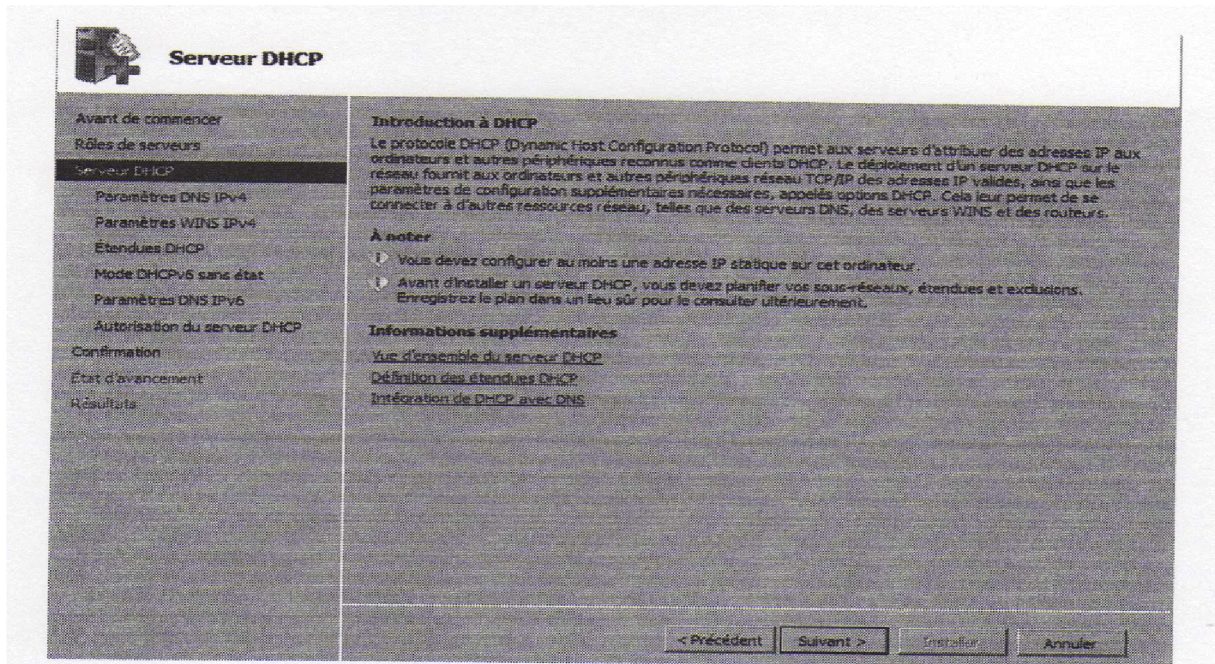 Serveur DHCP
Avant de commencer
Rôles de serveurs
Serveur DHCP
Paramètres DNS IPv4
Paramètres WINS IPv4
Étendues DHCP
Mode DHCPv6 sans état
Paramètres DNS IPv6
Autorisation du serveur DHCP
Confirmation
État d'avancement
Résultats
Introduction à DHCP
Le protocole DHCP (Dynamic Host Configuration Protocol) permet aux serveurs d'attribuer des adresses IP aux
ordinateurs et autres périphériques reconnus comme clients DHCP. Le déploiement d'un serveur DHCP sur le
réseau fournit aux ordinateurs et autres périphériques réseau TCP/IP des adresses IP valides, ainsi que les
paramètres de configuration supplémentaires nécessaires, appelés options DHCP. Cela leur permet de se
connecter à d'autres ressources réseau, telles que des serveurs DNS, des serveurs WINS et des routeurs.
À noter
Vous devez configurer au moins une adresse IP statique sur cet ordinateur.
Avant d'installer un serveur DHCP, vous devez planifier vos sous-réseaux, étendues et exclusions.
Enregistrez le plan dans un lieu sûr pour le consulter ultérieurement.
Informations supplémentaires
Vue d'ensemble du serveur DHCP
Définition des étendues DHCP
Intégration de DHCP avec DNS
< Précédent
Suivant >
Installer
Annuler